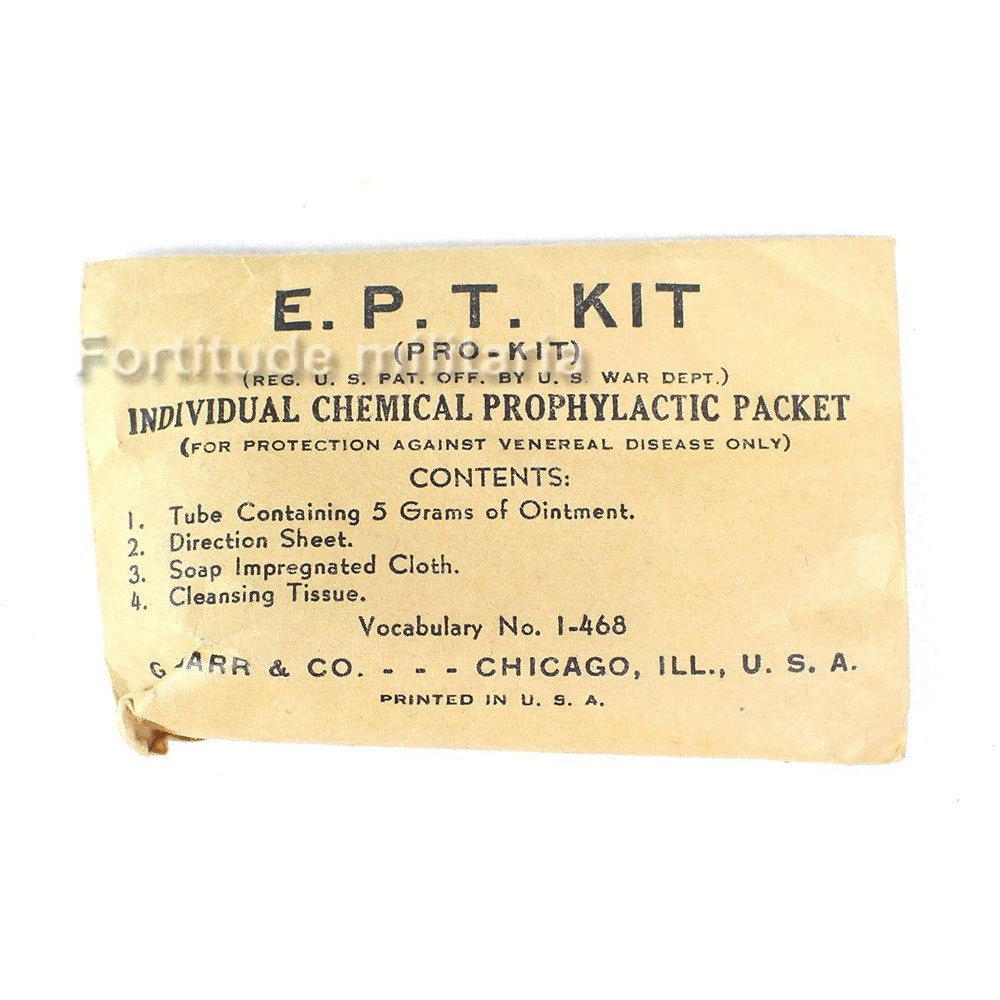 E. P. T. KIT
Fortitude militaria
(PRO-KIT)
(REG. U. S. PAT. OFF. BY U. S. WAR DEPT.)
INDIVIDUAL CHEMICAL PROPHYLACTIC PACKET
(FOR PROTECTION AGAINST VENEREAL DISEASE ONLY)
CONTENTS:
1. Tube Containing 5 Grams of Ointment.
2. Direction Sheet.
3. Soap Impregnated Cloth.
4. Cleansing Tissue.
Vocabulary No. 1-468
& CO. - - - CHICAGO, ILL., U. S. A.
PRINTED IN U. S. A.